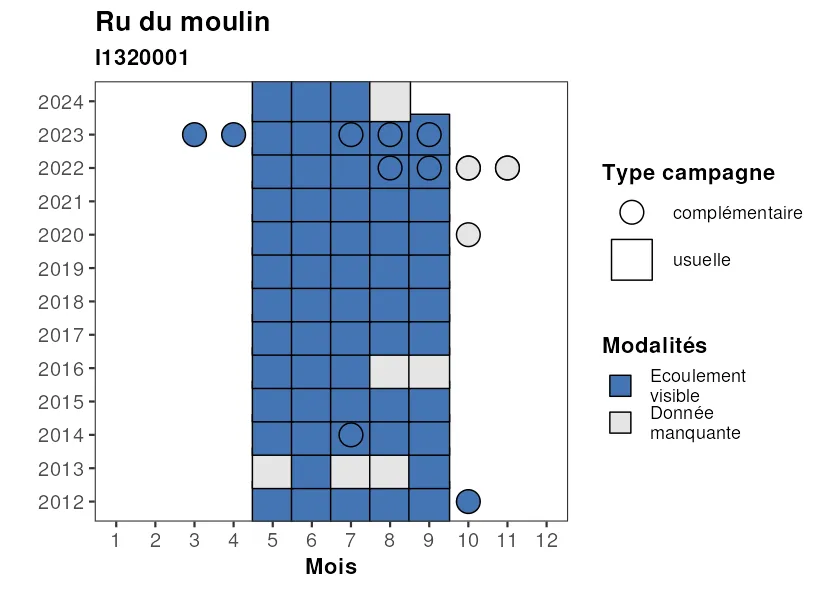 Ru du moulin
I1320001
2024
2023
2022
2021
2020
2019
2018
2017
2016
2015
2014
2013
2012
1 2 3 4 5 6 7 8 9 10 11 12
Mois
Type campagne
complémentaire
usuelle
Modalités
Ecoulement
visible
Donnée
manquante